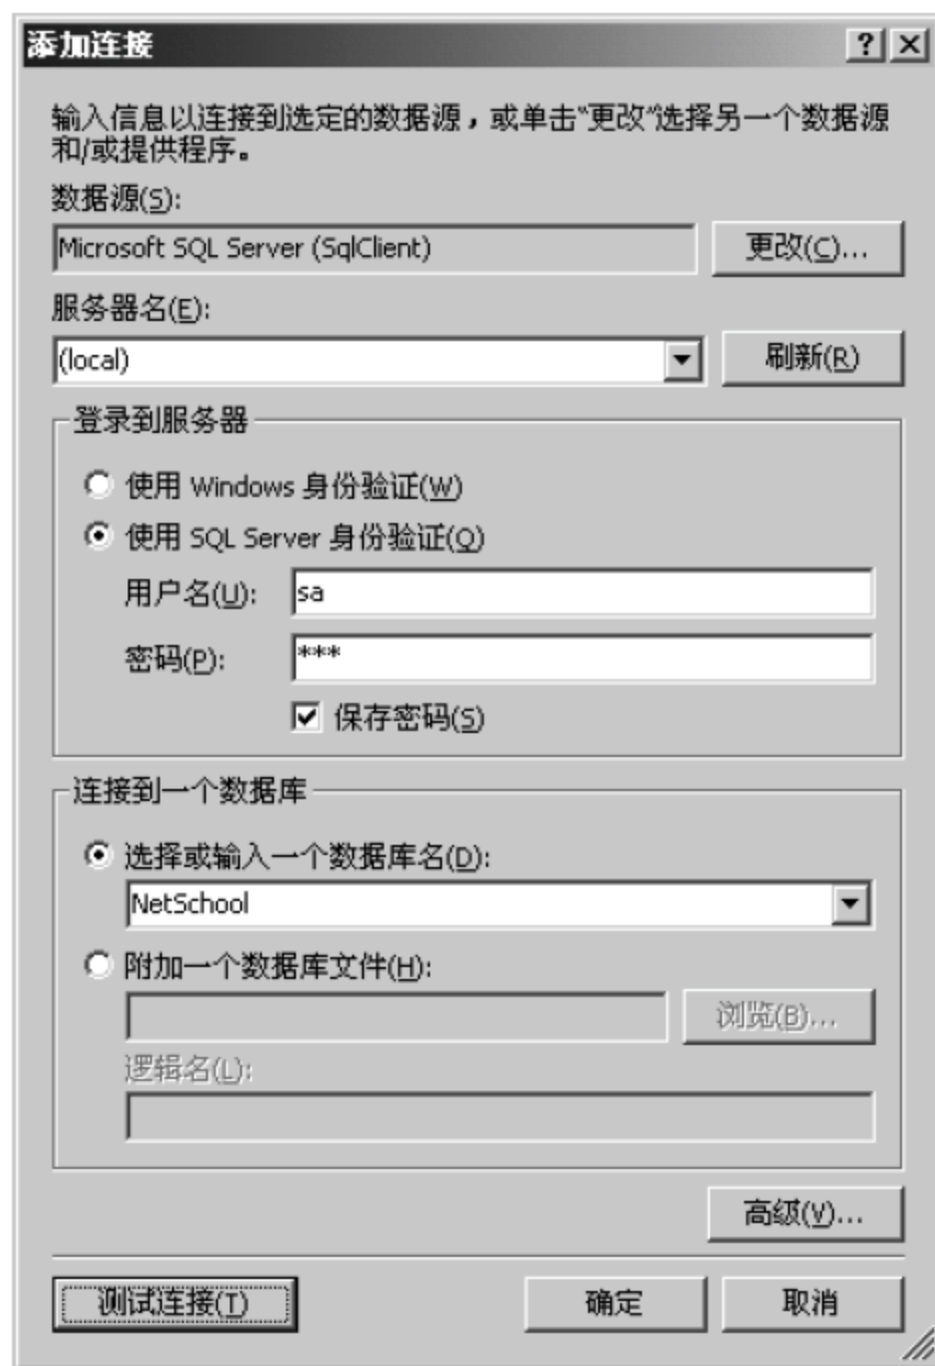 添加连接
输入信息以连接到选定的数据源，或单击“更改”选择另一个数据源
和/或提供程序。
数据源(S):
Microsoft SQL Server (SqlClient)
更改(C)...
服务器名(E):
(local)
刷新(R)
登录到服务器
使用 Windows 身份验证(W)
使用 SQL Server 身份验证(Q)
用户名(U):
sa
密码(P):
***
保存密码(S)
连接到一个数据库
选择或输入一个数据库名(D):
NetSchool
附加一个数据库文件(H):
浏览(B)...
逻辑名(L):
高级(V)...
测试连接(T)
确定
取消